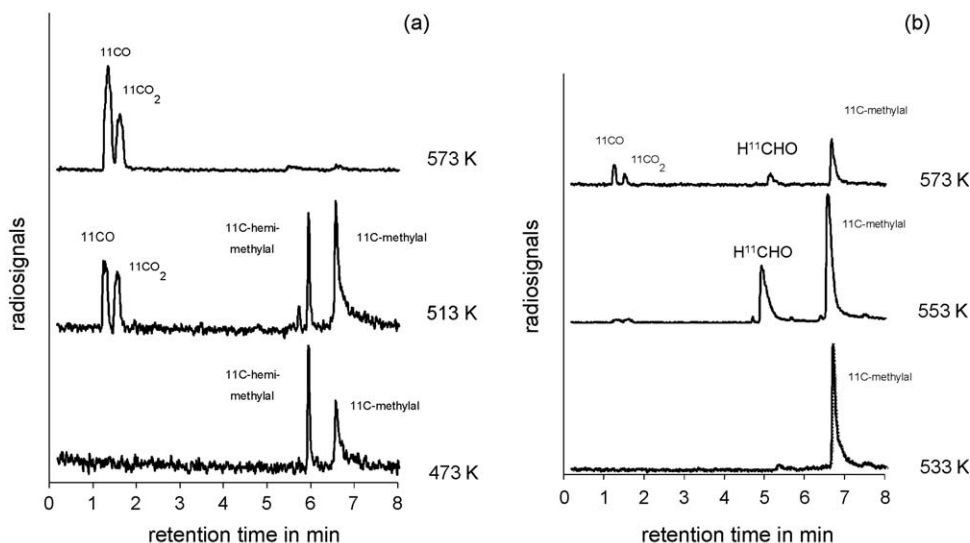 (a)
11CO
11CO2
573 K
11CO
11CO2
11C-hemi-
methylal
11C-methylal
513 K
11C-hemi-
methylal
11C-methylal
473 K
radiosignals
0 1 2 3 4 5 6 7 8
retention time in min
(b)
11CO
11CO2
H11CHO
11C-methylal
573 K
H11CHO
11C-methylal
553 K
11C-methylal
533 K
radiosignals
0 1 2 3 4 5 6 7 8
retention time in min